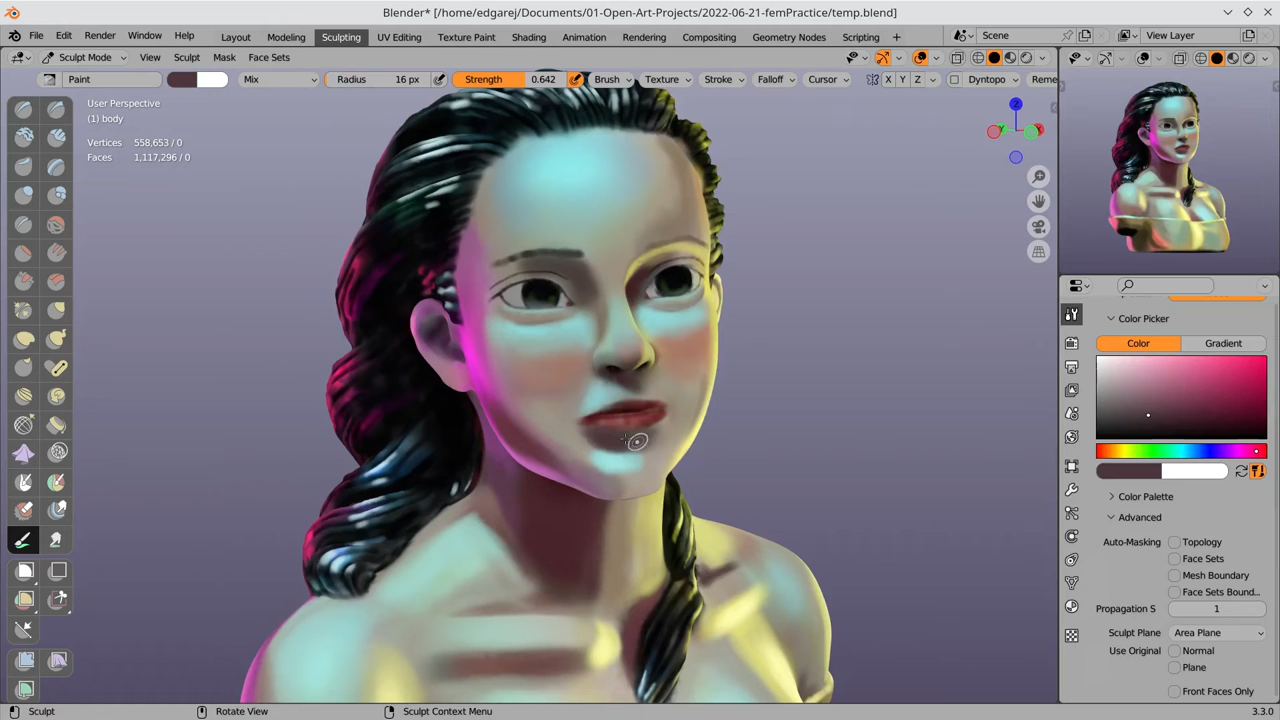 Blender* [/home/edgarej/Documents/01-Open-Art-Projects/2022-06-21-femPractice/temp.blend]
File Edit Render Window Help Layout Modeling Sculpting UV Editing Texture Paint Shading Animation Rendering Compositing Geometry Nodes Scripting Scene View Layer
Sculpt Mode View Sculpt Mask Face Sets
Paint Mix Radius 16 px Strength 0.642 Brush Texture Stroke Falloff Cursor X Y Z Dyntopo Reme
User Perspective
(1) body
Vertices 558,653 / 0
Faces 1,117,296 / 0
Z
Y
Color Picker
Color Gradient
Color Palette
Advanced
Auto-Masking Topology
Face Sets
Mesh Boundary
Face Sets Boun...
Propagation S 1
Sculpt Plane Area Plane
Use Original Normal
Plane
Front Faces Only
Sculpt Rotate View Sculpt Context Menu 3.3.0